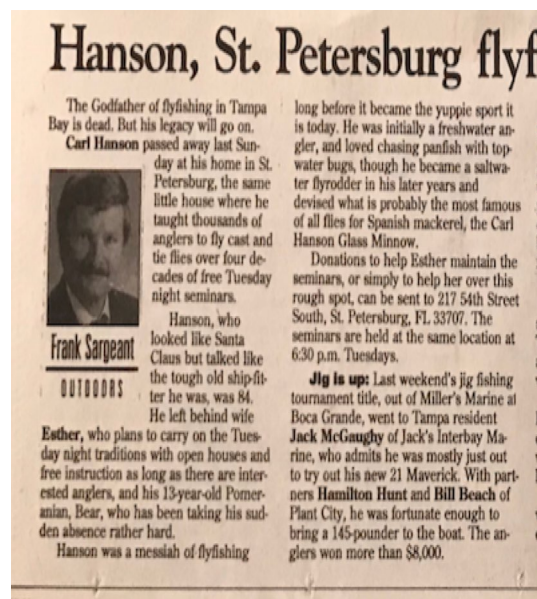 Hanson, St. Petersburg flyf
The Godfather of flyfishing in Tampa
Bay is dead. But his legacy will go on.
Carl Hanson passed away last Sun-
day at his home in St.
Petersburg, the same
little house where he
taught thousands of
anglers to fly cast and
tie flies over four de-
cades of free Tuesday
night seminars.
Hanson, who
looked like Santa
Claus but talked like
the tough old ship-fit-
ter he was, was 84.
He left behind wife
Frank Sargeant
OUTDOORS
Esther, who plans to carry on the Tues-
day night traditions with open houses and
free instruction as long as there are inter-
ested anglers, and his 13-year-old Pomer-
anian, Bear, who has been taking his sud-
den absence rather hard.
Hanson was a messiah of flyfishing
long before it became the yuppie sport it
is today. He was initially a freshwater an-
gler, and loved chasing panfish with top-
water bugs, though he became a saltwa-
ter flyrodder in his later years and
devised what is probably the most famous
of all flies for Spanish mackerel, the Carl
Hanson Glass Minnow.
Donations to help Esther maintain the
seminars, or simply to help her over this
rough spot, can be sent to 217 54th Street
South, St. Petersburg, FL 33707. The
seminars are held at the same location at
6:30 p.m. Tuesdays.
Jig is up: Last weekend's jig fishing
tournament title, out of Miller's Marine at
Boca Grande, went to Tampa resident
Jack McGaughy of Jack's Interbay Ma-
rine, who admits he was mostly just out
to try out his new 21 Maverick. With part-
ners Hamilton Hunt and Bill Beach of
Plant City, he was fortunate enough to
bring a 145-pounder to the boat. The an-
glers won more than $8,000.